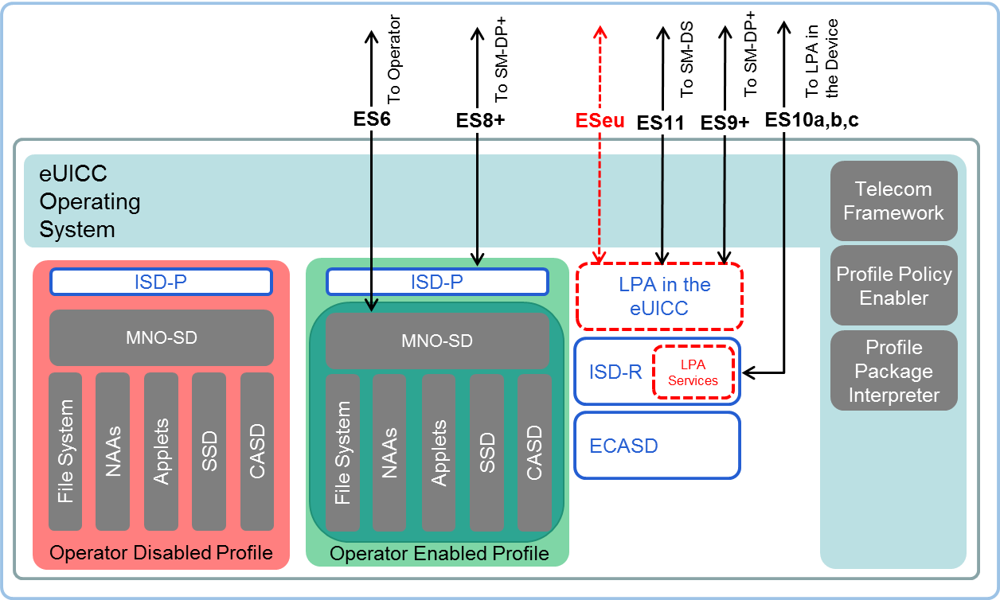 To Operator
To SM-DP+
To SM-DS
To SM-DP+
To LPA in
the Device
ES6
ES8+
ESeu
ES11
ES9+
ES10a,b,c
eUICC
Operating
System
Telecom
Framework
Profile Policy
Enabler
Profile
Package
Interpreter
ISD-P
MNO-SD
File System
NAAs
Applets
SSD
CASD
Operator Disabled Profile
ISD-P
MNO-SD
File System
NAAs
Applets
SSD
CASD
Operator Enabled Profile
LPA in the
eUICC
ISD-R
LPA
Services
ECASD